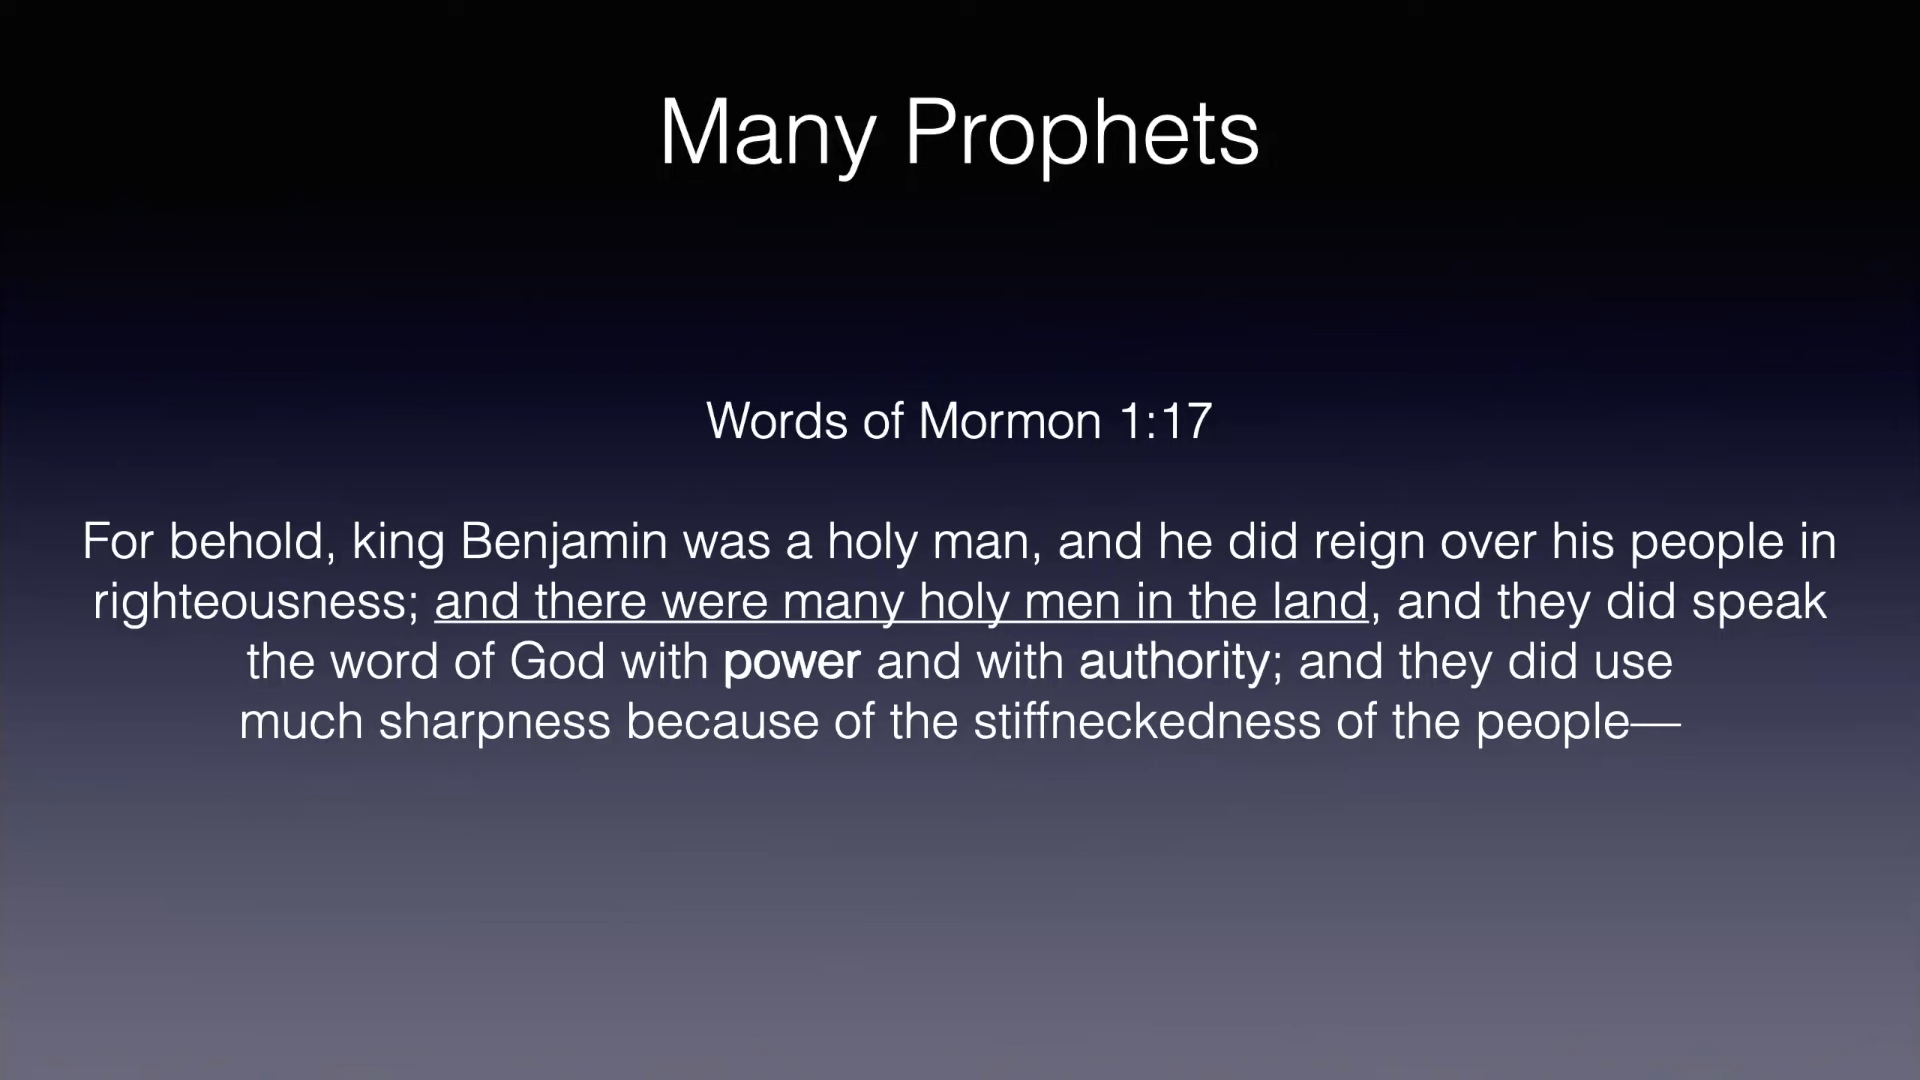 Many Prophets
Words of Mormon 1:17
For behold, king Benjamin was a holy man, and he did reign over his people in
righteousness; and there were many holy men in the land, and they did speak
the word of God with power and with authority; and they did use
much sharpness because of the stiffneckedness of the people—